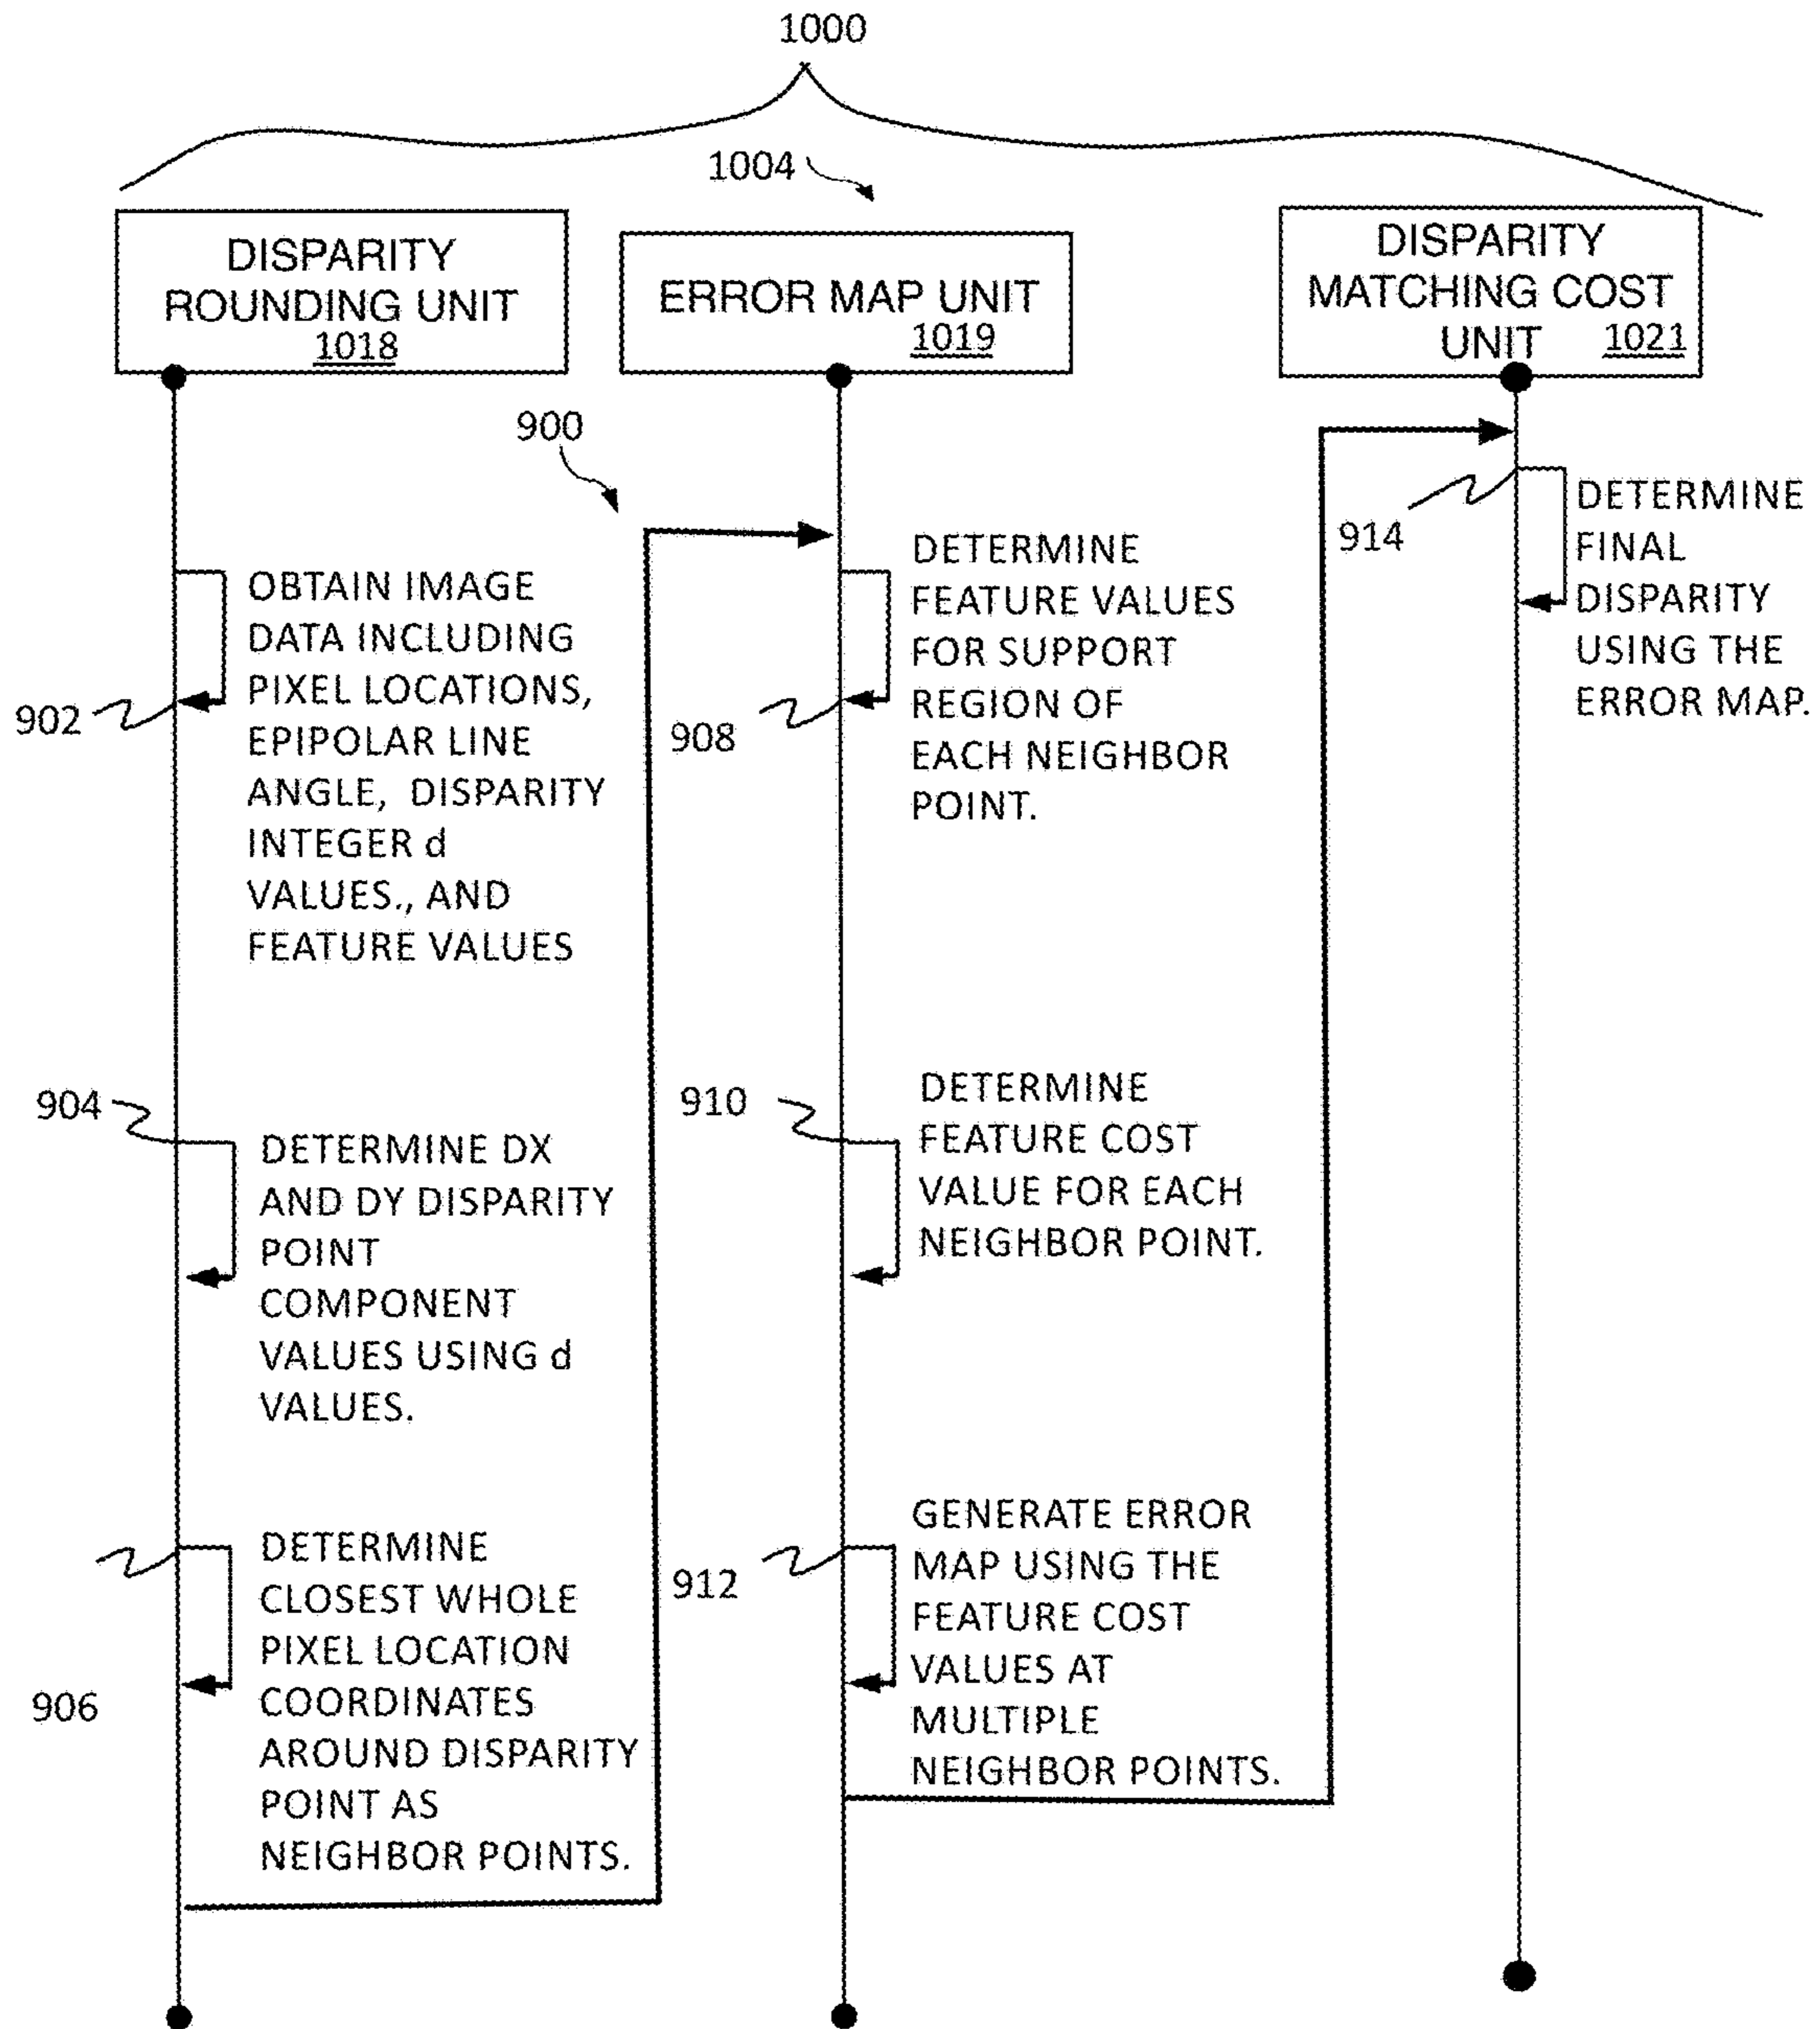 1000
1004
DISPARITY
ROUNDING UNIT
1018
ERROR MAP UNIT
1019
DISPARITY
MATCHING COST
UNIT 1021
900
902
OBTAIN IMAGE
DATA INCLUDING
PIXEL LOCATIONS,
EPIPOLAR LINE
ANGLE, DISPARITY
INTEGER d
VALUES., AND
FEATURE VALUES
904
DETERMINE DX
AND DY DISPARITY
POINT
COMPONENT
VALUES USING d
VALUES.
906
DETERMINE
CLOSEST WHOLE
PIXEL LOCATION
COORDINATES
AROUND DISPARITY
POINT AS
NEIGHBOR POINTS.
908
DETERMINE
FEATURE VALUES
FOR SUPPORT
REGION OF
EACH NEIGHBOR
POINT.
910
DETERMINE
FEATURE COST
VALUE FOR EACH
NEIGHBOR POINT.
912
GENERATE ERROR
MAP USING THE
FEATURE COST
VALUES AT
MULTIPLE
NEIGHBOR POINTS.
914
DETERMINE
FINAL
DISPARITY
USING THE
ERROR MAP.